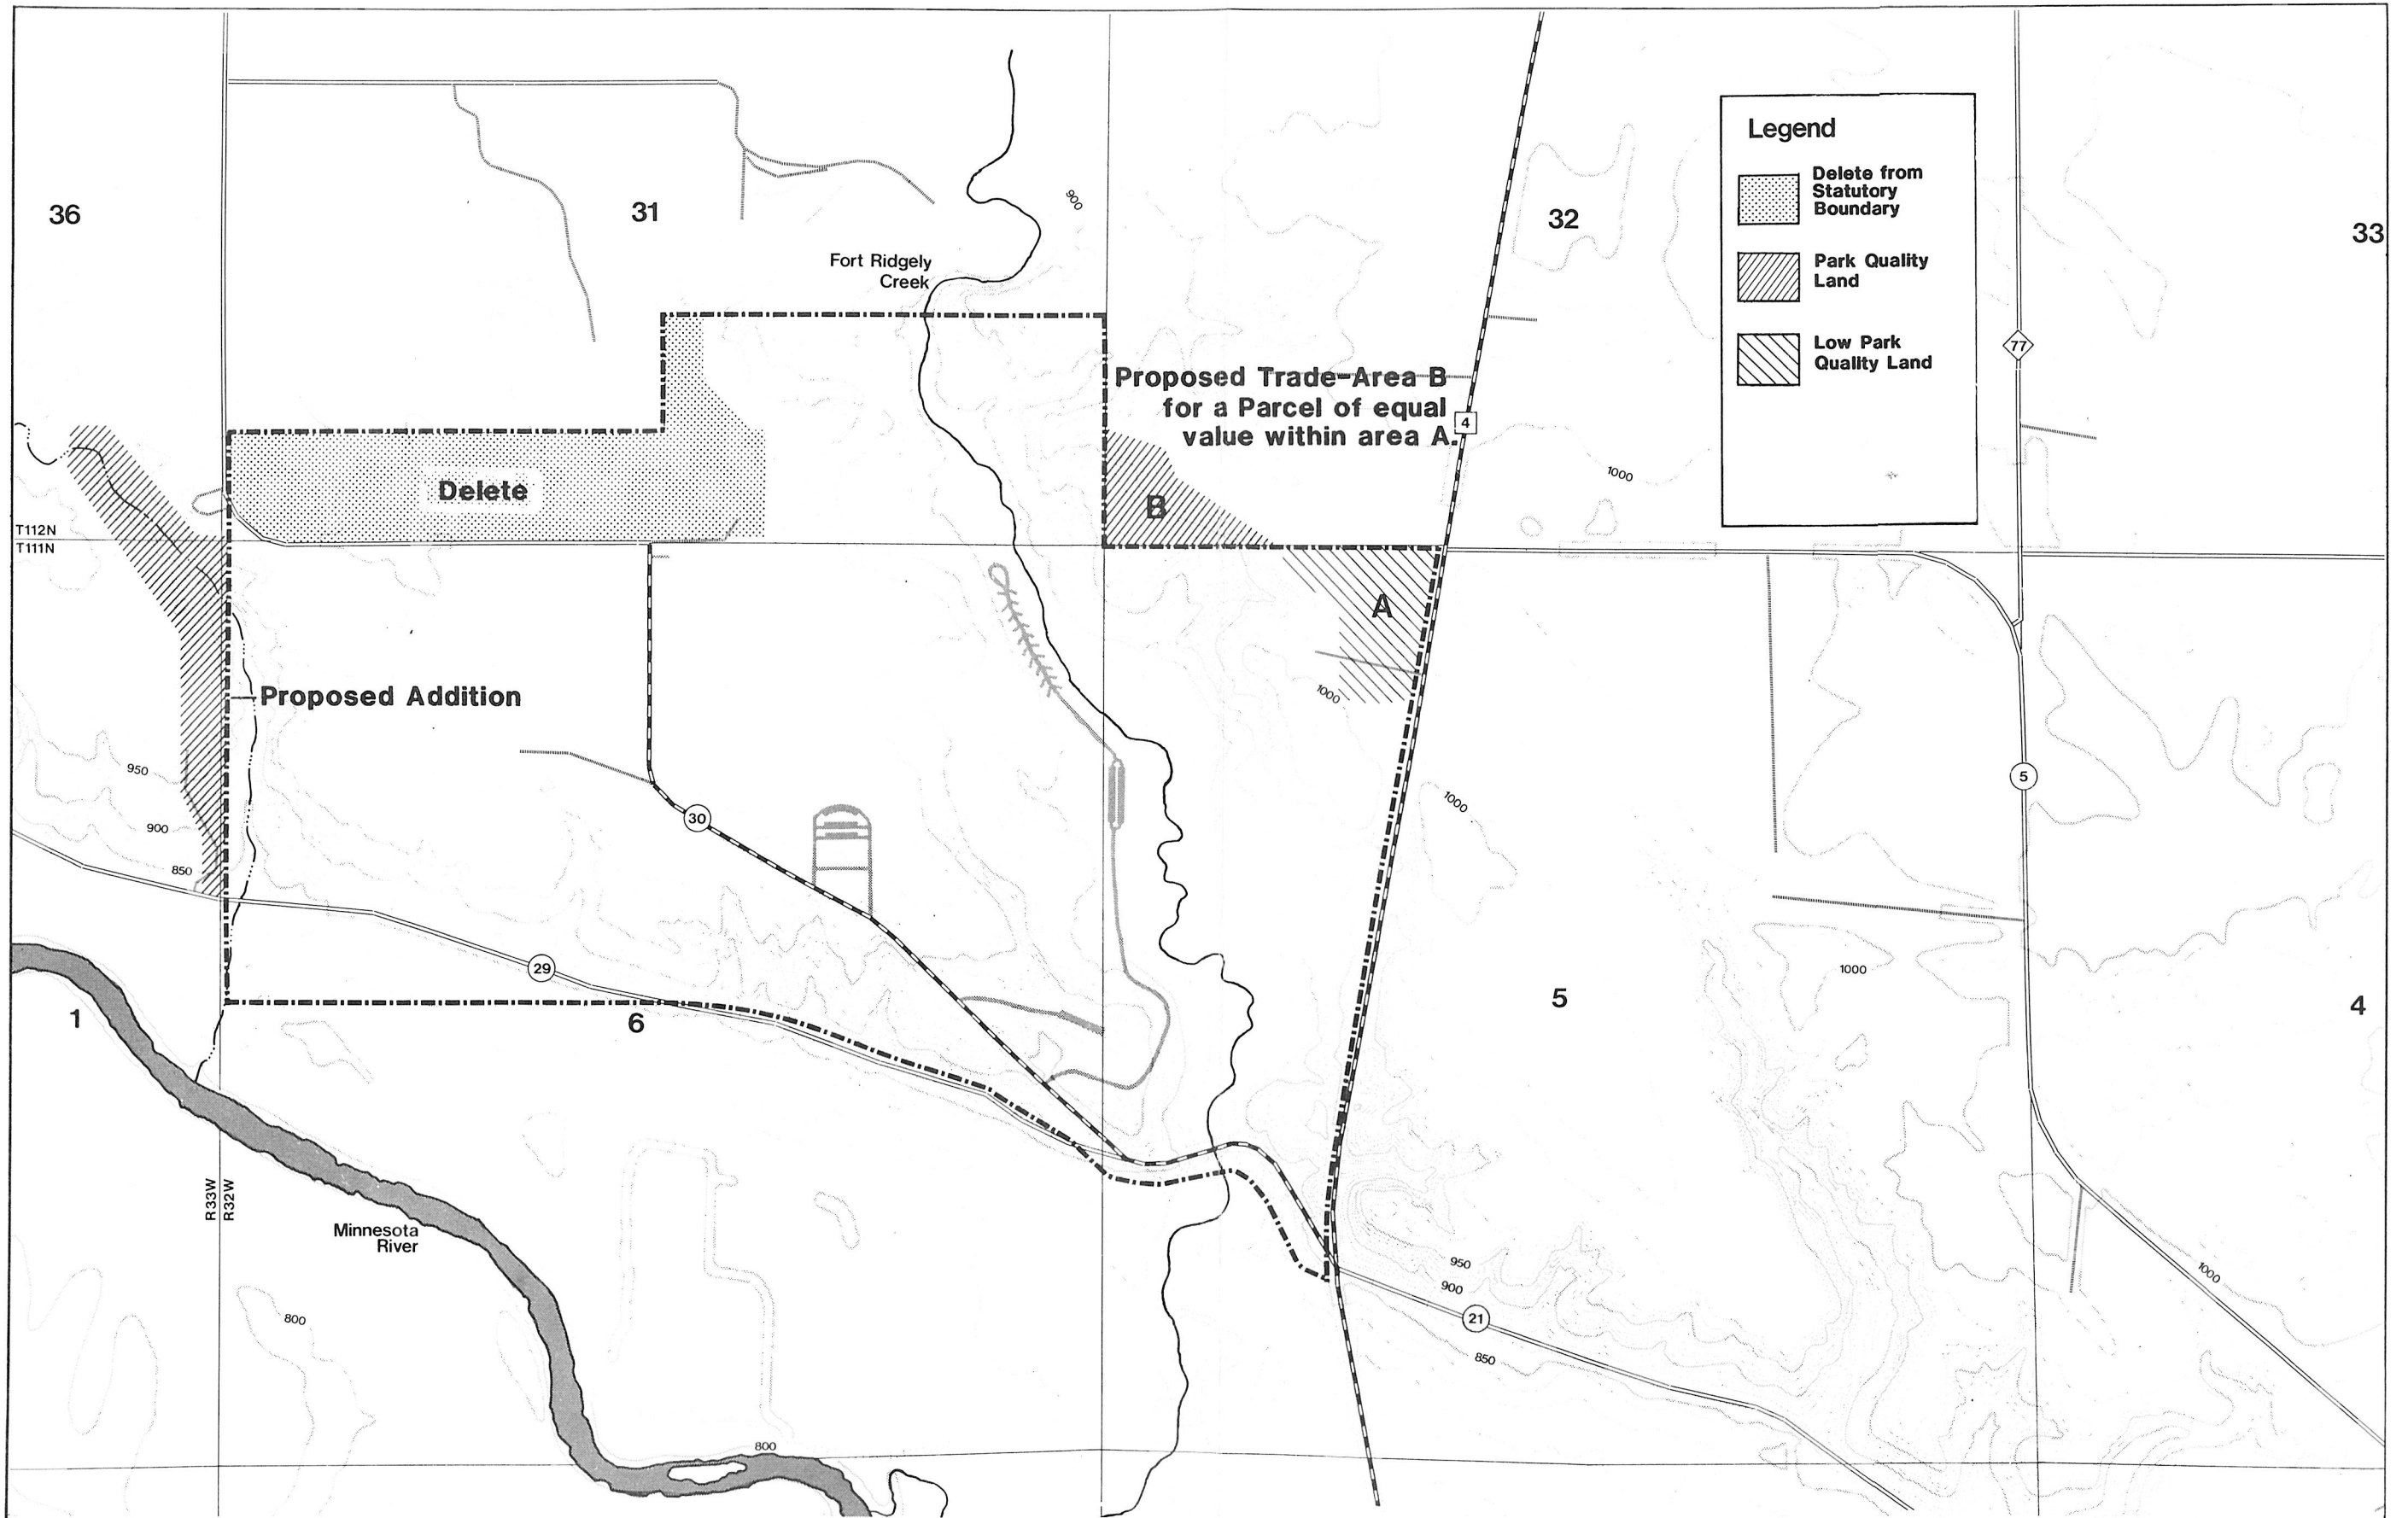 Legend
Delete from
Statutory
Boundary
Park Quality
Land
Low Park
Quality Land
36
31
32
33
900
Fort Ridgely
Creek
77
Proposed Trade-Area B
for a Parcel of equal
value within area A.
4
1000
Delete
B
T112N
T111N
A
Proposed Addition
1000
950
5
1000
30
900
850
29
1000
1
6
5
4
R33W
R32W
Minnesota
River
950
900
1000
21
800
850
800